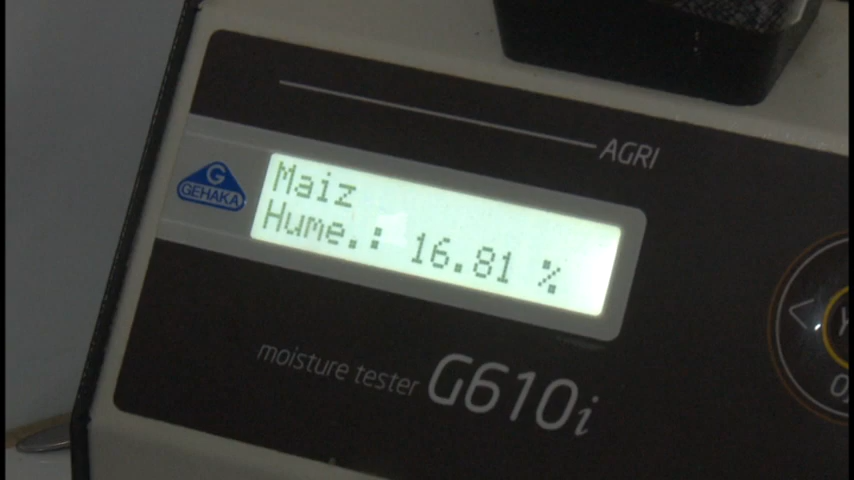 AGRI
G
GEHAKA
Maiz
Hume.: 16.81 %
moisture tester G610i
<